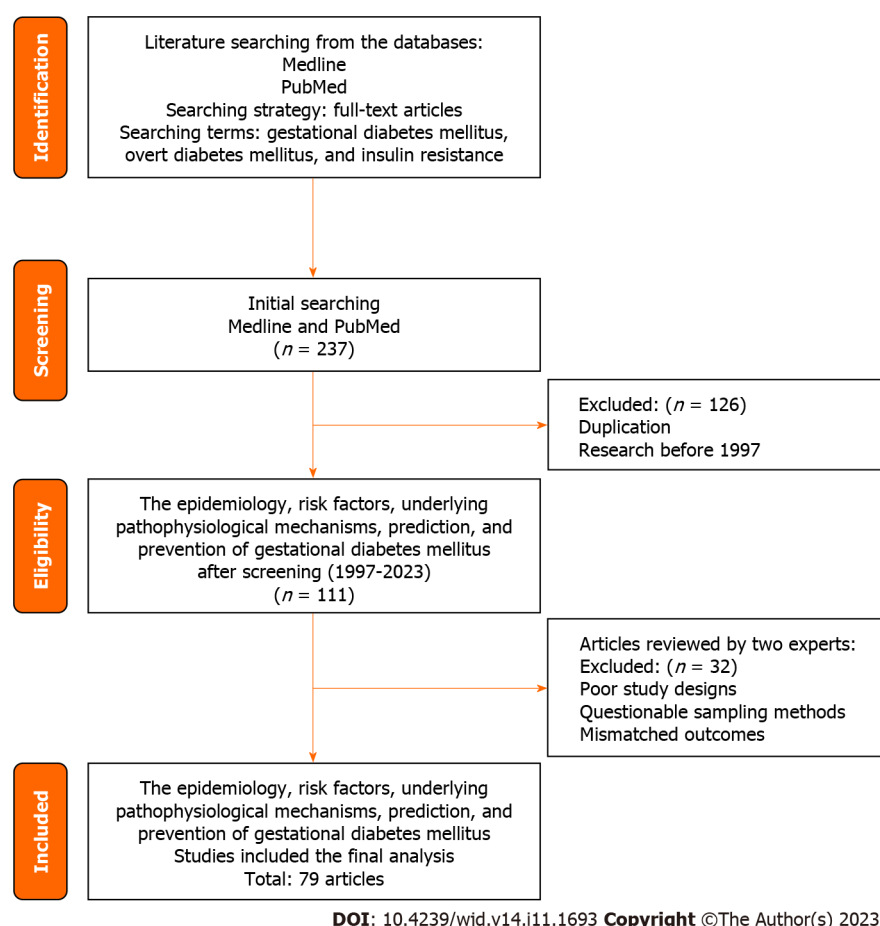 Identification
Literature searching from the databases:
Medline
PubMed
Searching strategy: full-text articles
Searching terms: gestational diabetes mellitus,
overt diabetes mellitus, and insulin resistance
Screening
Initial searching
Medline and PubMed
(n = 237)
Excluded: (n = 126)
Duplication
Research before 1997
Eligibility
The epidemiology, risk factors, underlying
pathophysiological mechanisms, prediction, and
prevention of gestational diabetes mellitus
after screening (1997-2023)
(n = 111)
Articles reviewed by two experts:
Excluded: (n = 32)
Poor study designs
Questionable sampling methods
Mismatched outcomes
Included
The epidemiology, risk factors, underlying
pathophysiological mechanisms, prediction, and
prevention of gestational diabetes mellitus
Studies included the final analysis
Total: 79 articles
DOI: 10.4239/wjd.v14.i11.1693 Copyright ©The Author(s) 2023